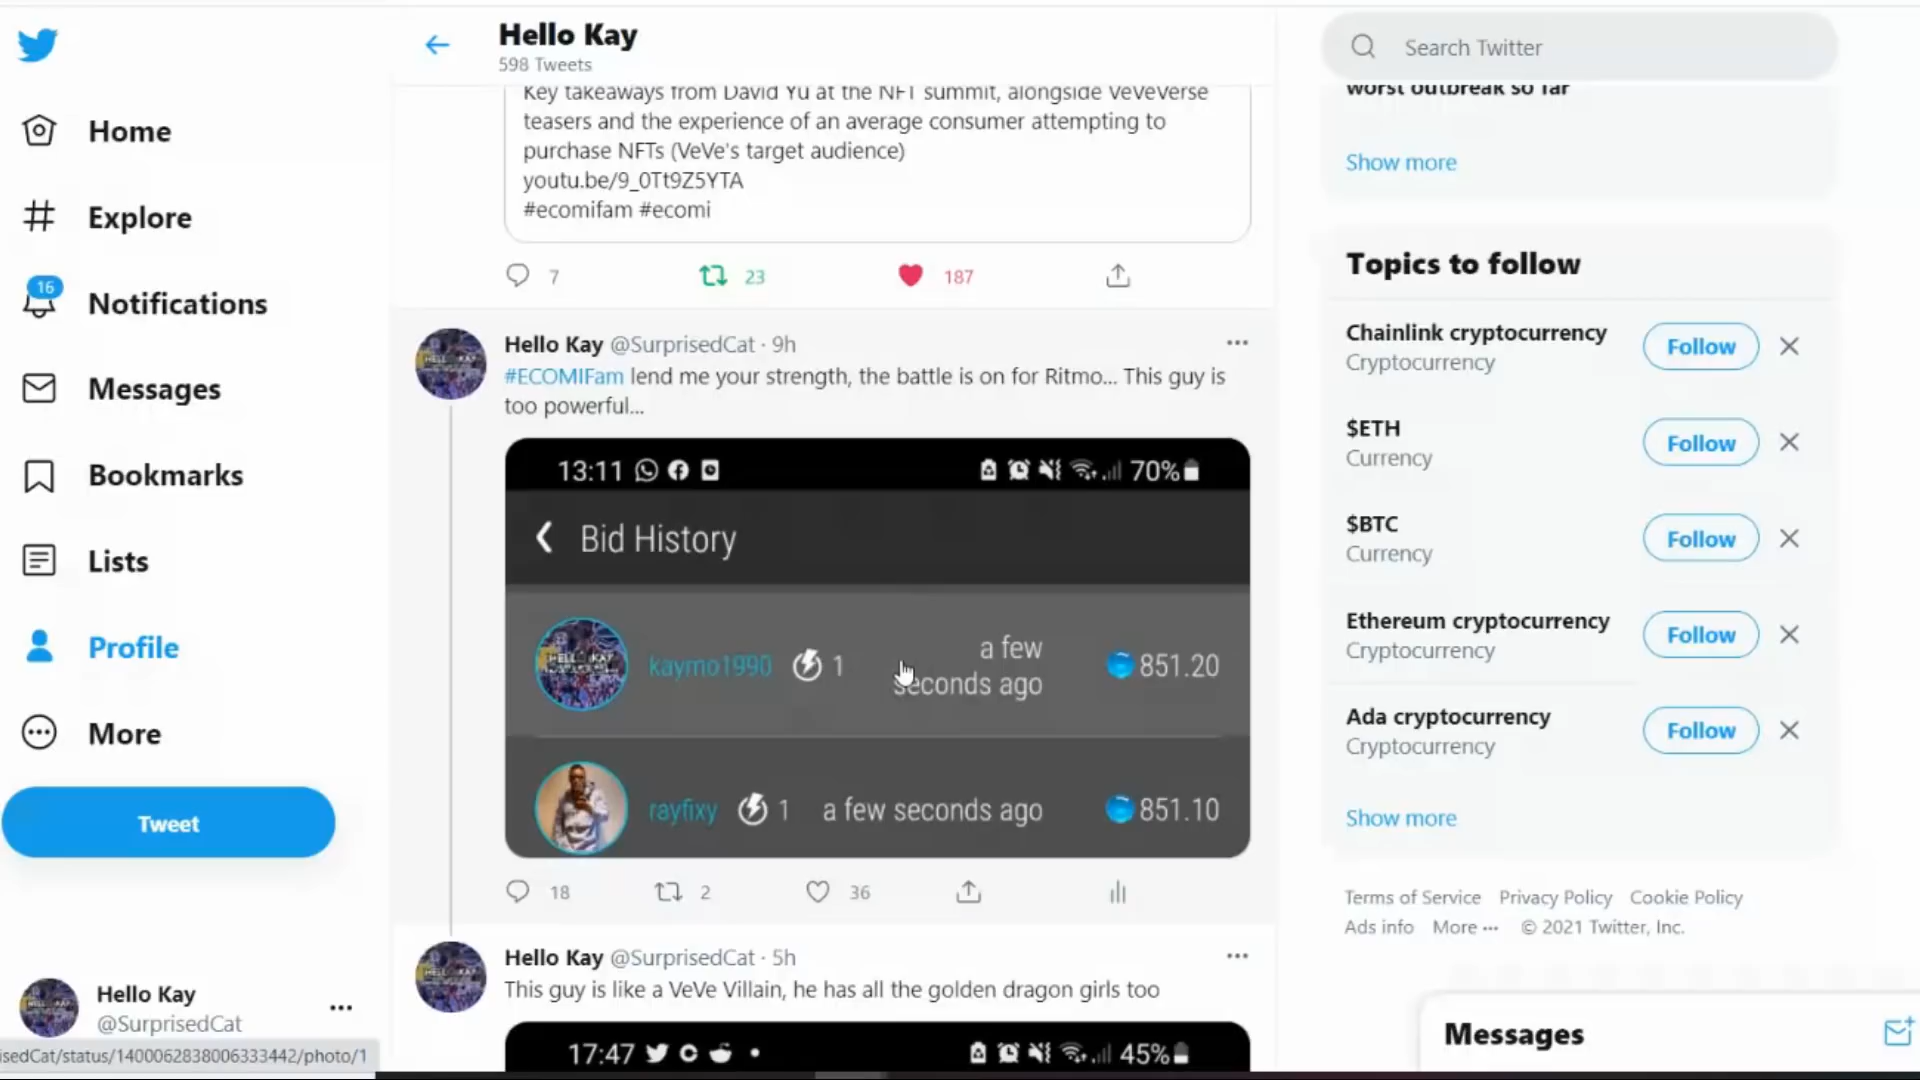 Hello Kay
598 Tweets
Search Twitter
Home
Explore
16
Notifications
Messages
Bookmarks
Lists
Profile
More
Tweet
Hello Kay
@SurprisedCat
isedCat/status/1400062838006333442/photo/1
Key takeaways from David Yu at the NFT summit, alongside VeVeVerse
teasers and the experience of an average consumer attempting to
purchase NFTs (VeVe's target audience)
youtu.be/9_0Tt9Z5YTA
#ecomifam #ecomi
7 23 187
Hello Kay @SurprisedCat · 9h
#ECOMIFam lend me your strength, the battle is on for Ritmo... This guy is
too powerful...
13:11 70%
Bid History
HELLO KAY
kaymo1990 1 a few
seconds ago 851.20
rayfixy 1 a few seconds ago 851.10
18 2 36
Hello Kay @SurprisedCat · 5h
This guy is like a VeVe Villain, he has all the golden dragon girls too
17:47 45%
worst outbreak so far
Show more
Topics to follow
Chainlink cryptocurrency
Cryptocurrency
Follow
$ETH
Currency
Follow
$BTC
Currency
Follow
Ethereum cryptocurrency
Cryptocurrency
Follow
Ada cryptocurrency
Cryptocurrency
Follow
Show more
Terms of Service Privacy Policy Cookie Policy
Ads info More ··· © 2021 Twitter, Inc.
Messages